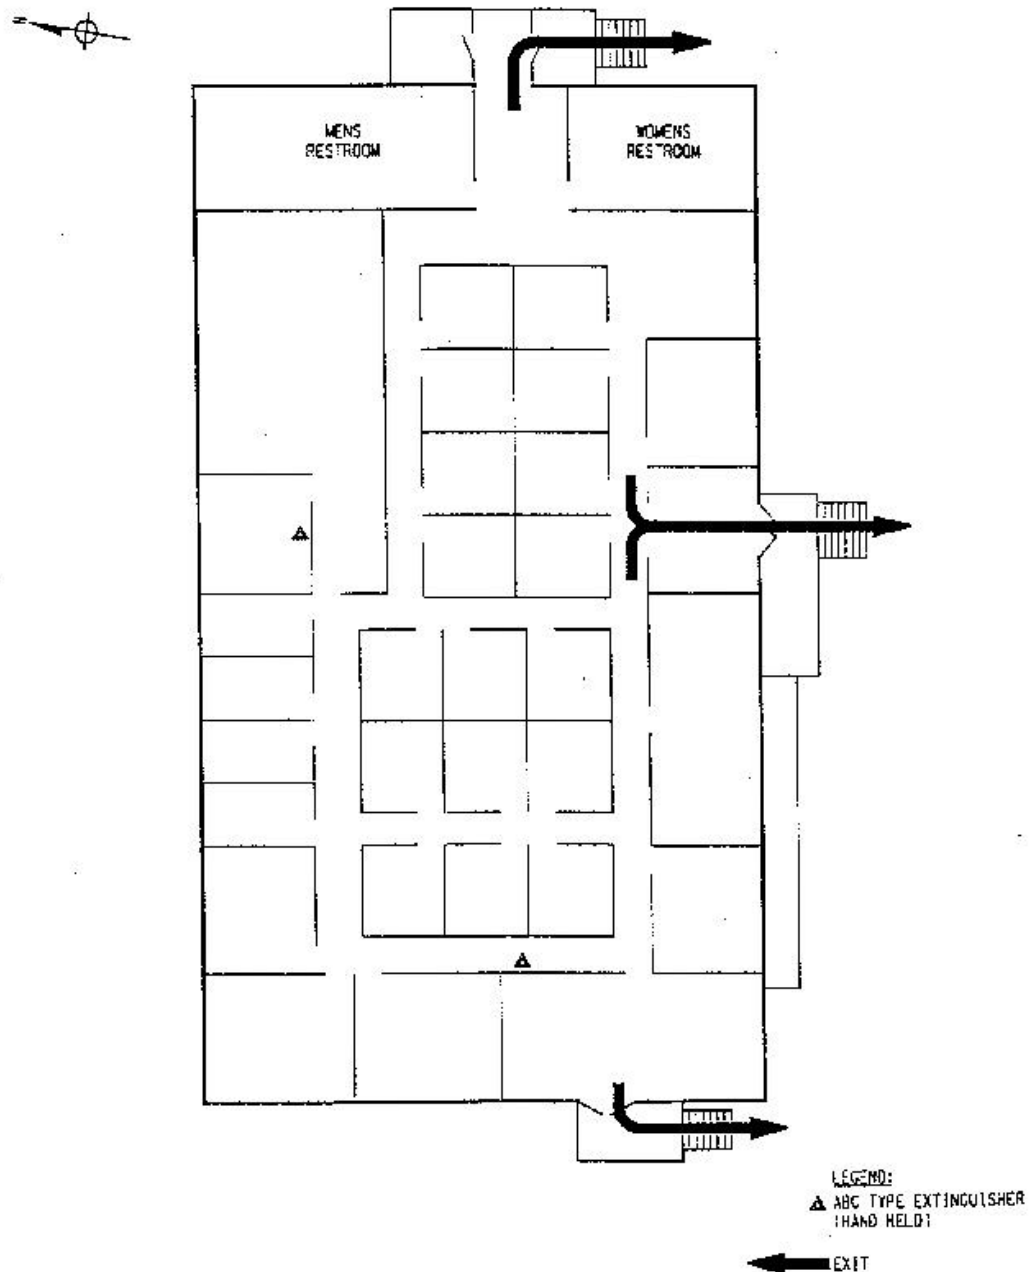 N
MENS
RESTROOM
WOMENS
RESTROOM
LEGEND:
ABC TYPE EXTINGUISHER
(HAND HELD)
EXIT